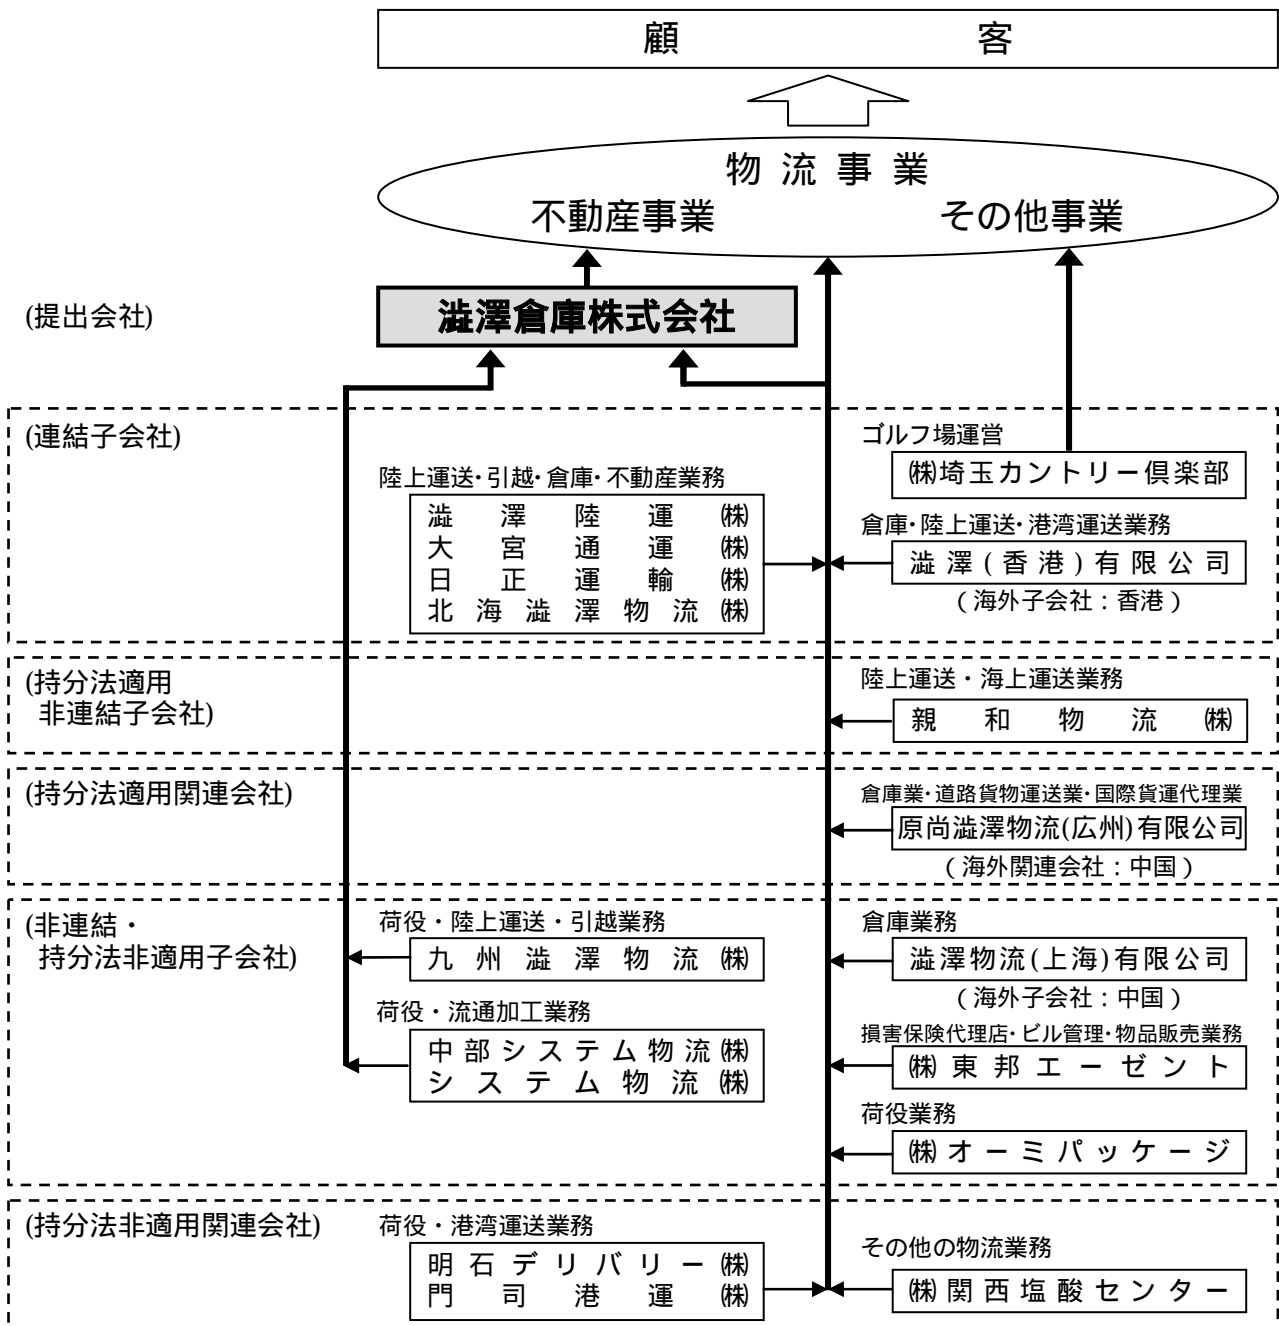 顧客
物流事業
不動産事業 その他事業
(提出会社)
澁澤倉庫株式会社
(連結子会社)
陸上運送・引越・倉庫・不動産業務
澁澤陸運㈱
大宮通運㈱
日正運輸㈱
北海澁澤物流㈱
ゴルフ場運営
㈱埼玉カントリー倶楽部
倉庫・陸上運送・港湾運送業務
澁澤(香港)有限公司
(海外子会社:香港)
(持分法適用
非連結子会社)
陸上運送・海上運送業務
親和物流㈱
(持分法適用関連会社)
倉庫業・道路貨物運送業・国際貨運代理業
原尚澁澤物流(広州)有限公司
(海外関連会社:中国)
(非連結・
持分法非適用子会社)
荷役・陸上運送・引越業務
九州澁澤物流㈱
荷役・流通加工業務
中部システム物流㈱
システム物流㈱
倉庫業務
澁澤物流(上海)有限公司
(海外子会社:中国)
損害保険代理店・ビル管理・物品販売業務
㈱東邦エーゼント
荷役業務
㈱オーミパッケージ
(持分法非適用関連会社)
荷役・港湾運送業務
明石デリバリー㈱
門司港運㈱
その他の物流業務
㈱関西塩酸センター